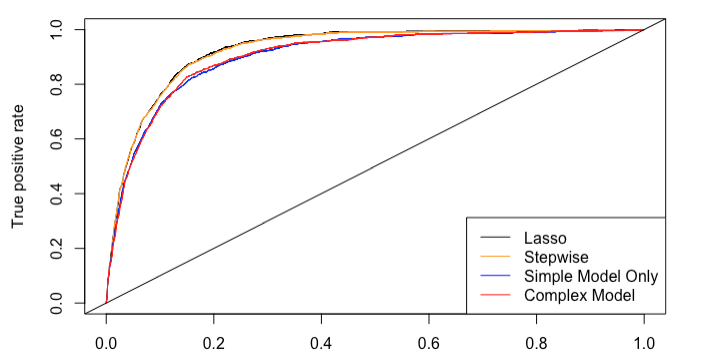 1.0
0.8
0.6
0.4
0.2
0.0
True positive rate
Lasso
Stepwise
Simple Model Only
Complex Model
0.0 0.2 0.4 0.6 0.8 1.0